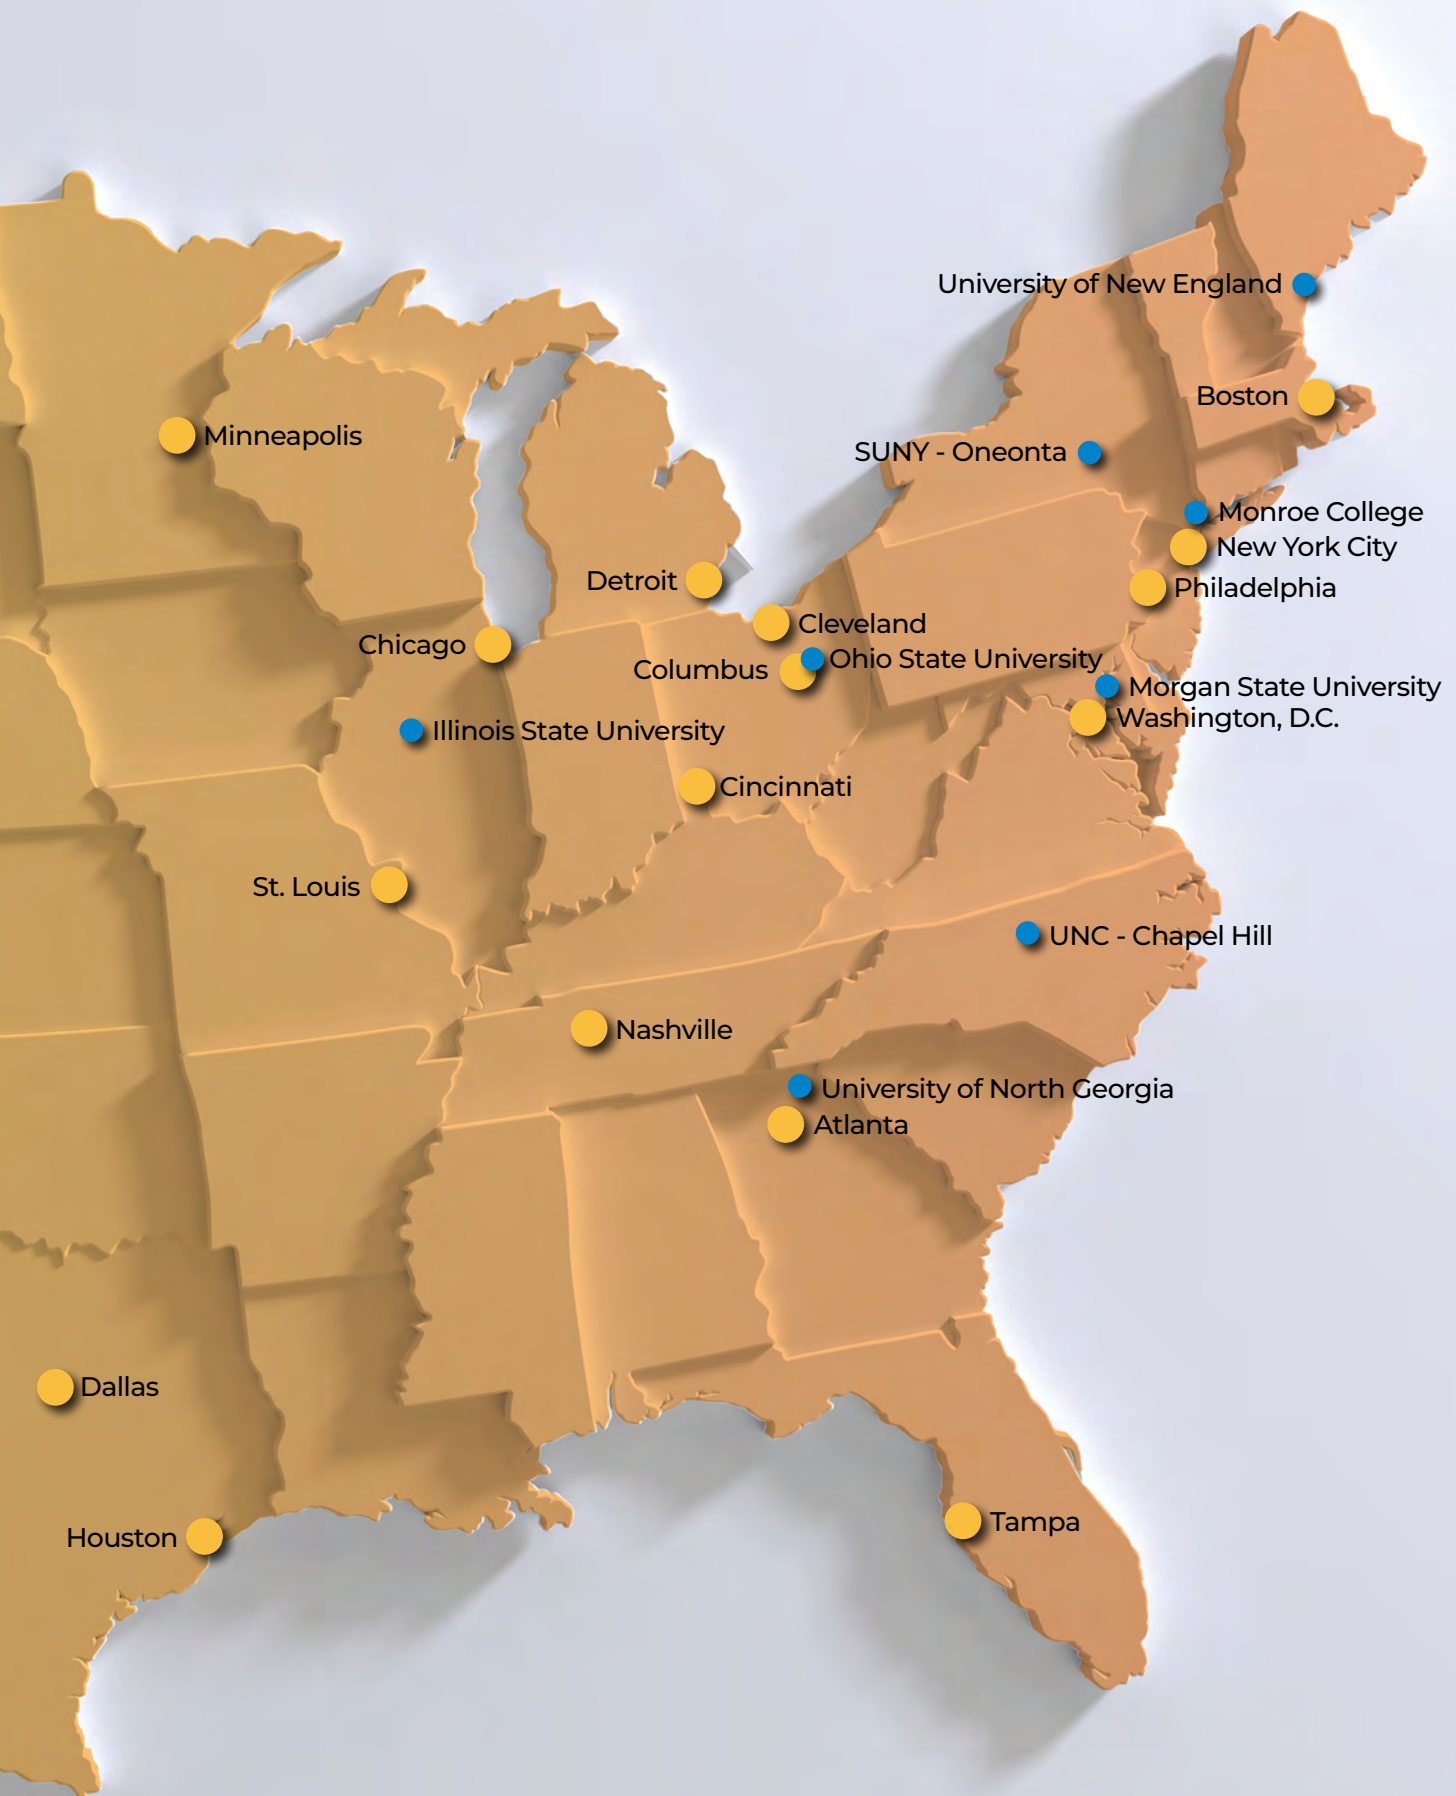 University of New England
Boston
Minneapolis
SUNY - Oneonta
Monroe College
New York City
Detroit
Philadelphia
Cleveland
Chicago
Ohio State University
Columbus
Morgan State University
Washington, D.C.
Illinois State University
Cincinnati
St. Louis
UNC - Chapel Hill
Nashville
University of North Georgia
Atlanta
Dallas
Tampa
Houston